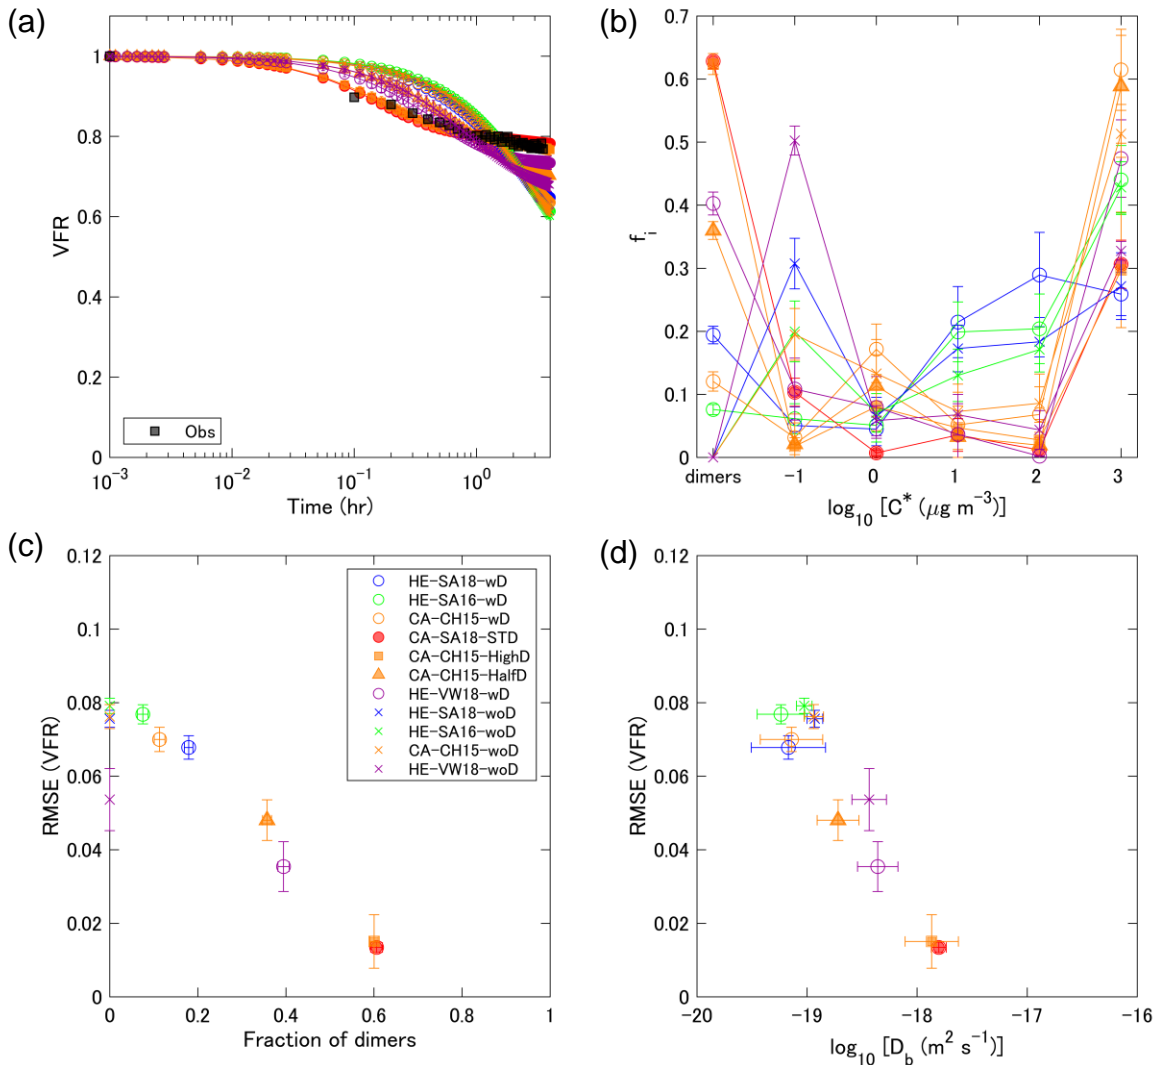 (a)
1
0.8
0.6
0.4
0.2
0
VFR
Obs
10⁻³
10⁻²
10⁻¹
10⁰
Time (hr)
(b)
0.7
0.6
0.5
0.4
0.3
0.2
0.1
0
f_i
dimers
−1
0
1
2
3
log₁₀ [C* (μg m⁻³)]
(c)
0.12
0.1
0.08
0.06
0.04
0.02
0
RMSE (VFR)
HE−SA18−wD
HE−SA16−wD
CA−CH15−wD
CA−SA18−STD
CA−CH15−HighD
CA−CH15−HalfD
HE−VW18−wD
HE−SA18−woD
HE−SA16−woD
CA−CH15−woD
HE−VW18−woD
0
0.2
0.4
0.6
0.8
1
Fraction of dimers
(d)
0.12
0.1
0.08
0.06
0.04
0.02
0
RMSE (VFR)
−20
−19
−18
−17
−16
log₁₀ [D_b (m² s⁻¹)]